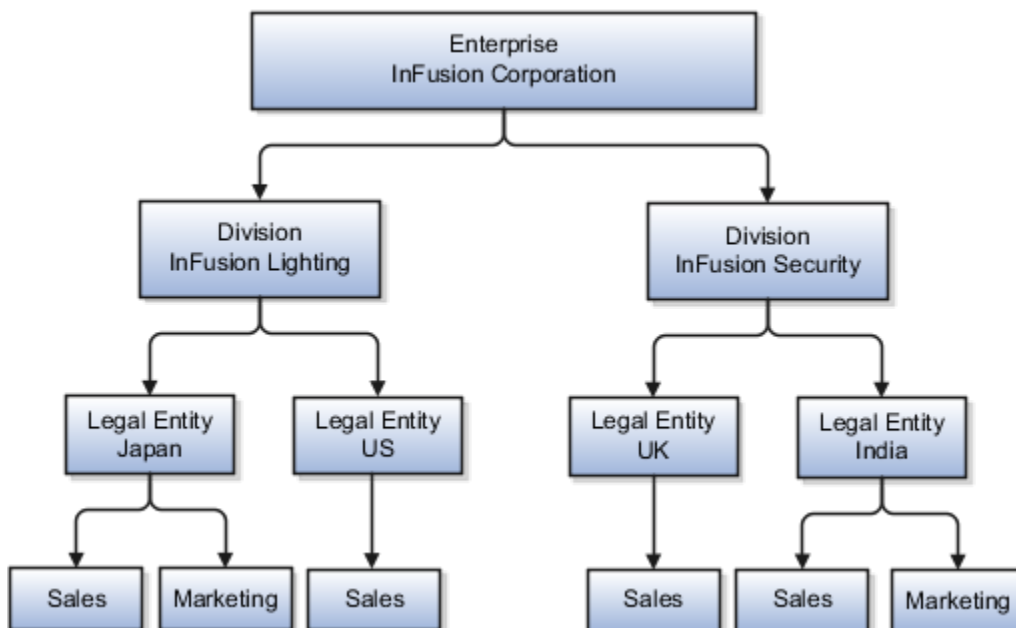 Enterprise
InFusion Corporation
Division
InFusion Lighting
Division
InFusion Security
Legal Entity
Japan
Legal Entity
US
Legal Entity
UK
Legal Entity
India
Sales
Marketing
Sales
Sales
Sales
Marketing